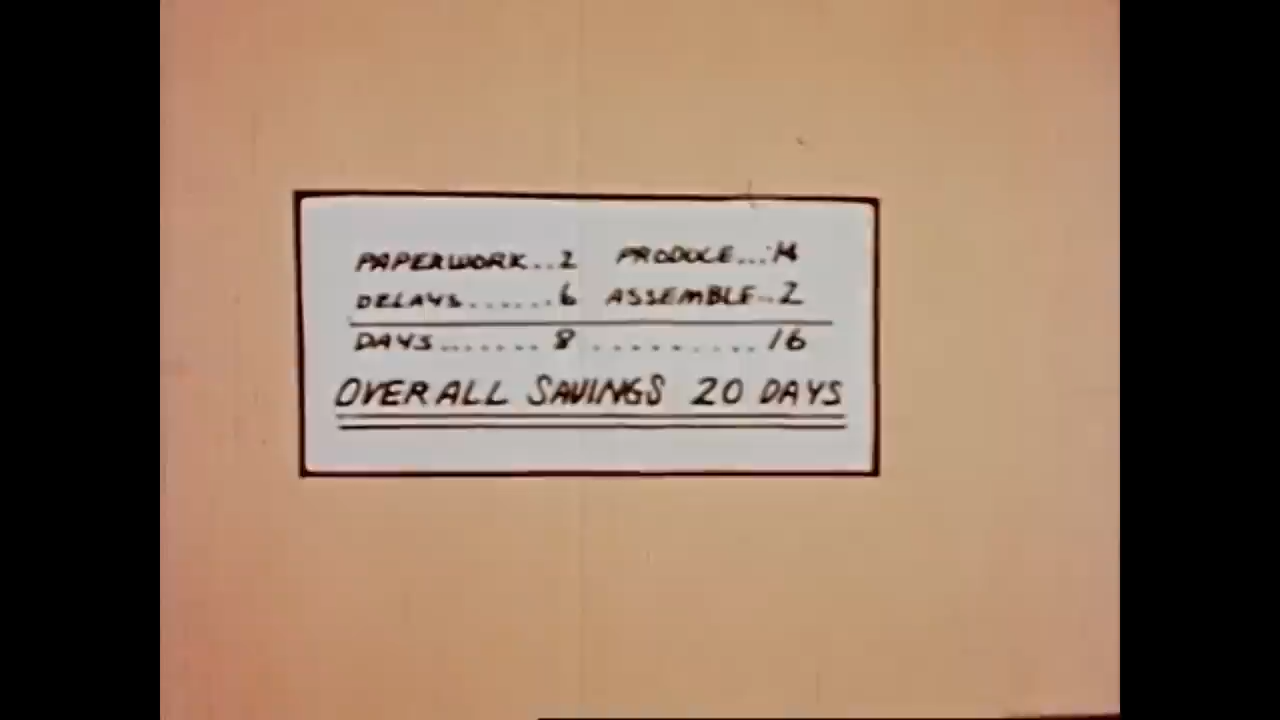 PAPERWORK...2 PRODUCE....14
DELAYS.......6 ASSEMBLE..2
DAYS.......8..........16
OVERALL SAVINGS 20 DAYS